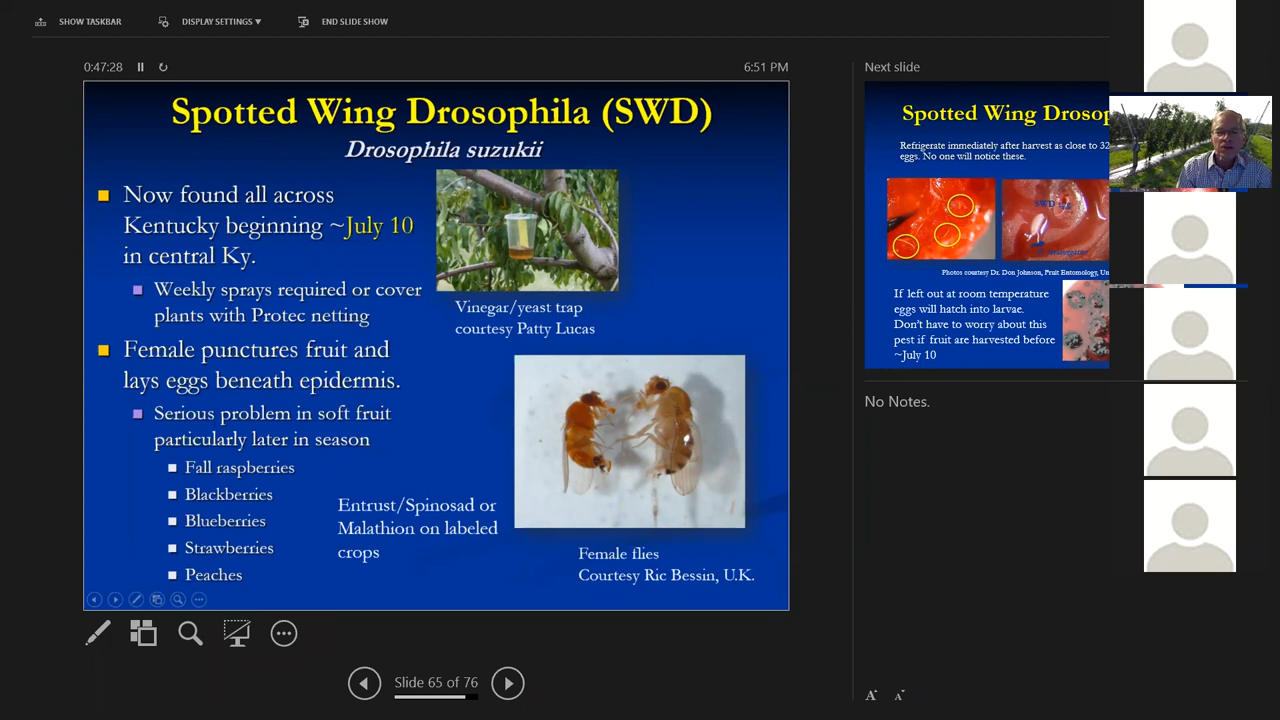 SHOW TASKBAR
DISPLAY SETTINGS ▼
END SLIDE SHOW
0:47:28
6:51 PM
Spotted Wing Drosophila (SWD)
Drosophila suzukii
Now found all across
Kentucky beginning ~July 10
in central Ky.
Weekly sprays required or cover
plants with Protec netting
Vinegar/yeast trap
courtesy Patty Lucas
Female punctures fruit and
lays eggs beneath epidermis.
Serious problem in soft fruit
particularly later in season
Fall raspberries
Blackberries
Blueberries
Strawberries
Peaches
Entrust/Spinosad or
Malathion on labeled
crops
Female flies
Courtesy Ric Bessin, U.K.
Slide 65 of 76
Next slide
Spotted Wing Drosop
Refrigerate immediately after harvest as close to 32
eggs. No one will notice these.
SWD egg
Photos courtesy Dr. Don Johnson, Fruit Entomology, Un
If left out at room temperature
eggs will hatch into larvae.
Don't have to worry about this
pest if fruit are harvested before
~July 10
No Notes.
A A